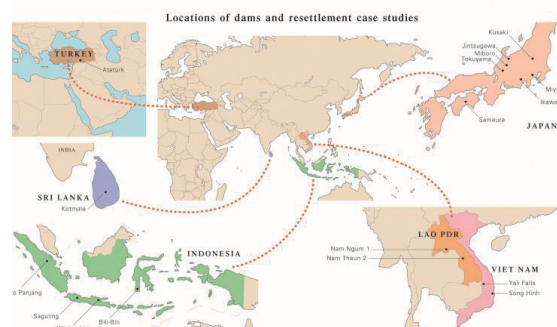 Locations of dams and resettlement case studies
Kusaki
TURKEY
Jintsugawa
Miboro
Tokuyama
Atatürk
Miy
Ikawa
Sameura
JAPAN
INDIA
SRI LANKA
Kotmale
LAO PDR
INDONESIA
Nam Ngum 1
Nam Theun 2
VIET NAM
o Panjang
Yali Falls
Saguling
Bili-Bili
Song Hinh